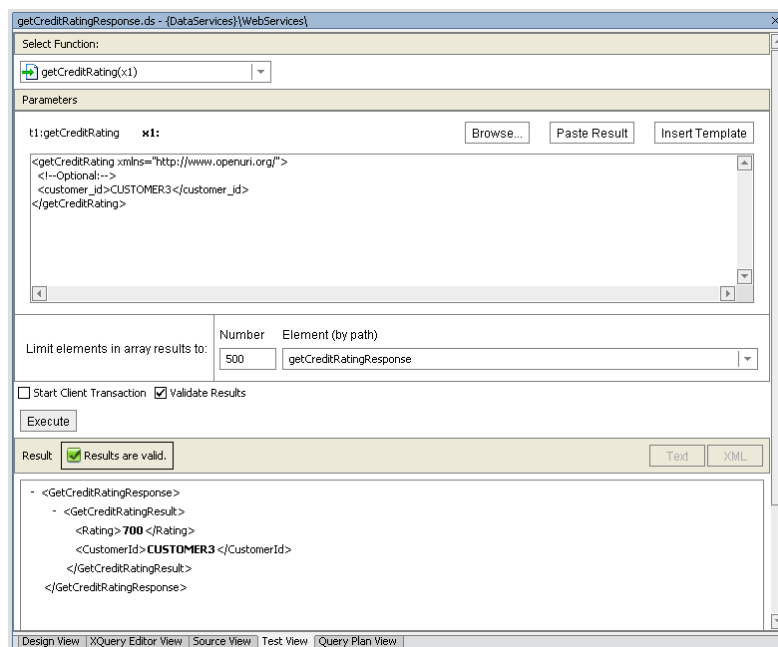 getCreditRatingResponse.ds - {DataServices}\WebServices\
Select Function:
getCreditRating(x1)
Parameters
t1:getCreditRating x1: Browse... Paste Result Insert Template
<getCreditRating xmlns="http://www.openuri.org/">
<!--Optional:-->
<customer_id>CUSTOMER3</customer_id>
</getCreditRating>
Number Element (by path)
Limit elements in array results to: 500 getCreditRatingResponse
Start Client Transaction Validate Results
Execute
Result Results are valid. Text XML
- <GetCreditRatingResponse>
- <GetCreditRatingResult>
<Rating>700</Rating>
<CustomerId>CUSTOMER3</CustomerId>
</GetCreditRatingResult>
</GetCreditRatingResponse>
Design View XQuery Editor View Source View Test View Query Plan View